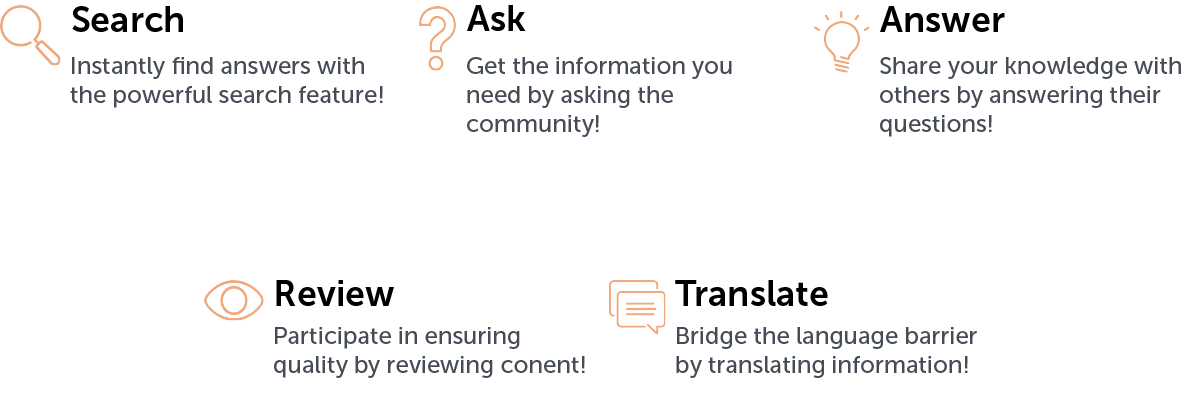 Search
Instantly find answers with
the powerful search feature!
Ask
Get the information you
need by asking the
community!
Answer
Share your knowledge with
others by answering their
questions!
Review
Participate in ensuring
quality by reviewing conent!
Translate
Bridge the language barrier
by translating information!